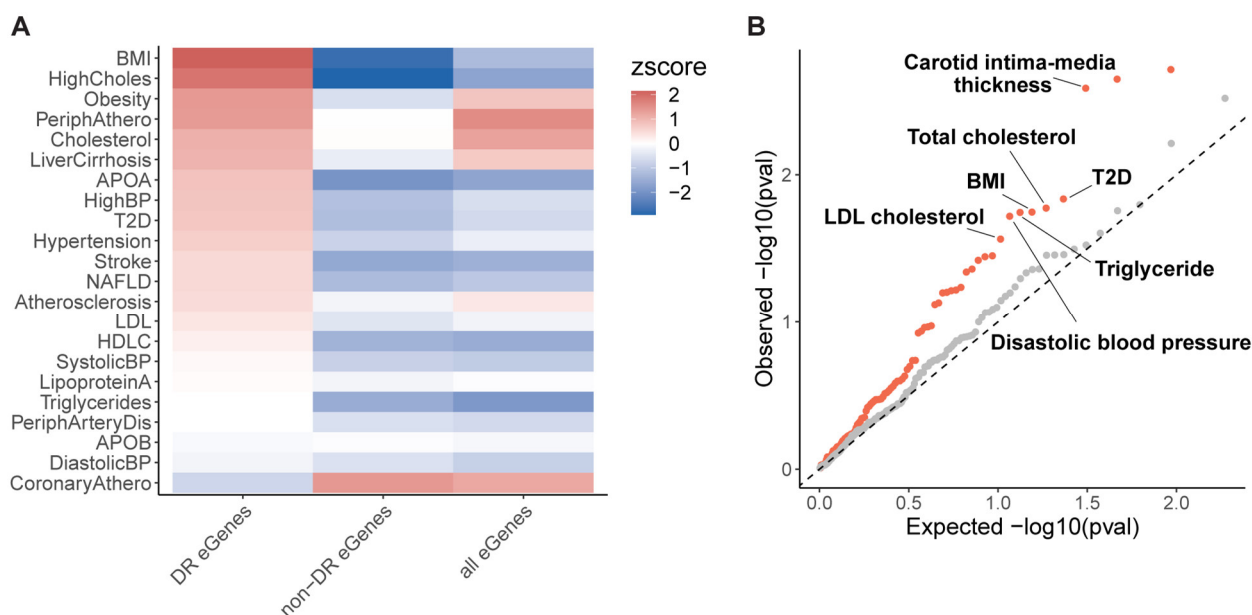 A
BMI
HighCholes
Obesity
PeriphAthero
Cholesterol
LiverCirrhosis
APOA
HighBP
T2D
Hypertension
Stroke
NAFLD
Atherosclerosis
LDL
HDLC
SystolicBP
LipoproteinA
Triglycerides
PeriphArteryDis
APOB
DiastolicBP
CoronaryAthero
DR eGenes
non-DR eGenes
all eGenes
zscore
2
1
0
−1
−2
B
Carotid intima-media
thickness
Total cholesterol
BMI
T2D
LDL cholesterol
Triglyceride
Disastolic blood pressure
Observed −log10(pval)
2
1
0
0.0
0.5
1.0
1.5
2.0
Expected −log10(pval)